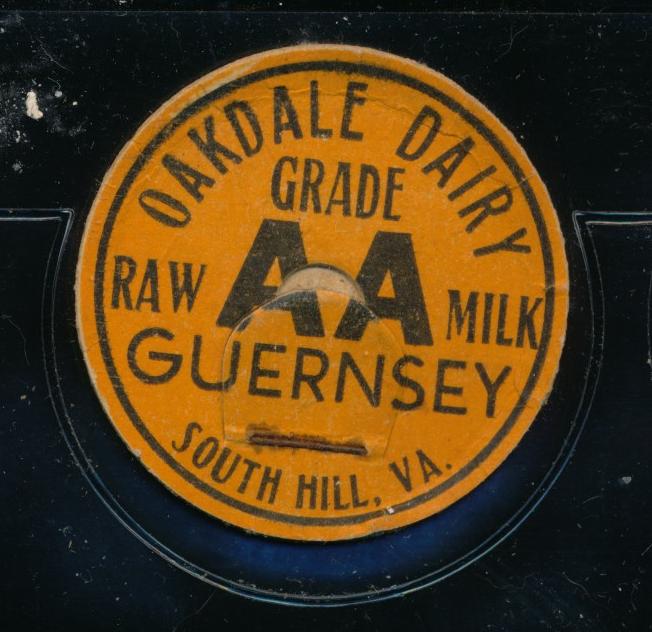 OAKDALE DAIRY
GRADE
AA
RAW MILK
GUERNSEY
SOUTH HILL, VA.